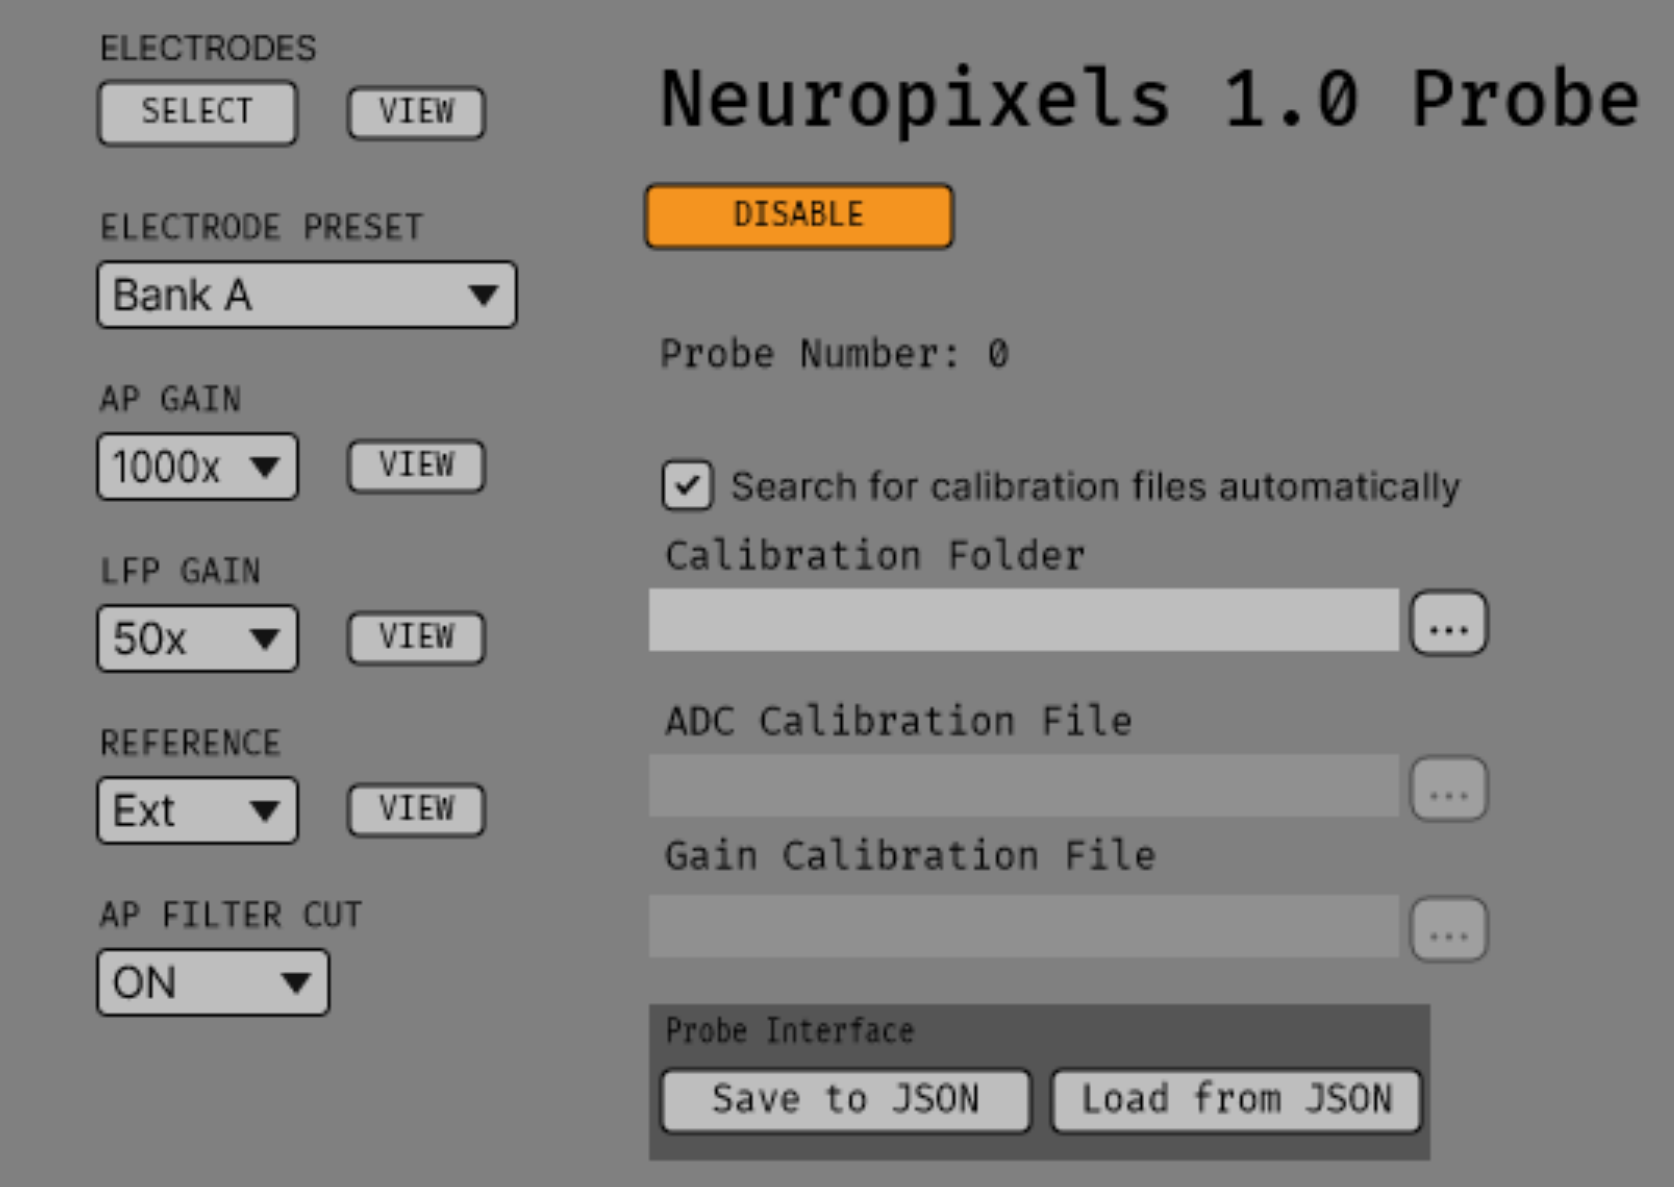 ELECTRODES
SELECT
VIEW
ELECTRODE PRESET
Bank A
AP GAIN
1000x
VIEW
LFP GAIN
50x
VIEW
REFERENCE
Ext
VIEW
AP FILTER CUT
ON
Neuropixels 1.0 Probe
DISABLE
Probe Number: 0
Search for calibration files automatically
Calibration Folder
...
ADC Calibration File
...
Gain Calibration File
...
Probe Interface
Save to JSON
Load from JSON